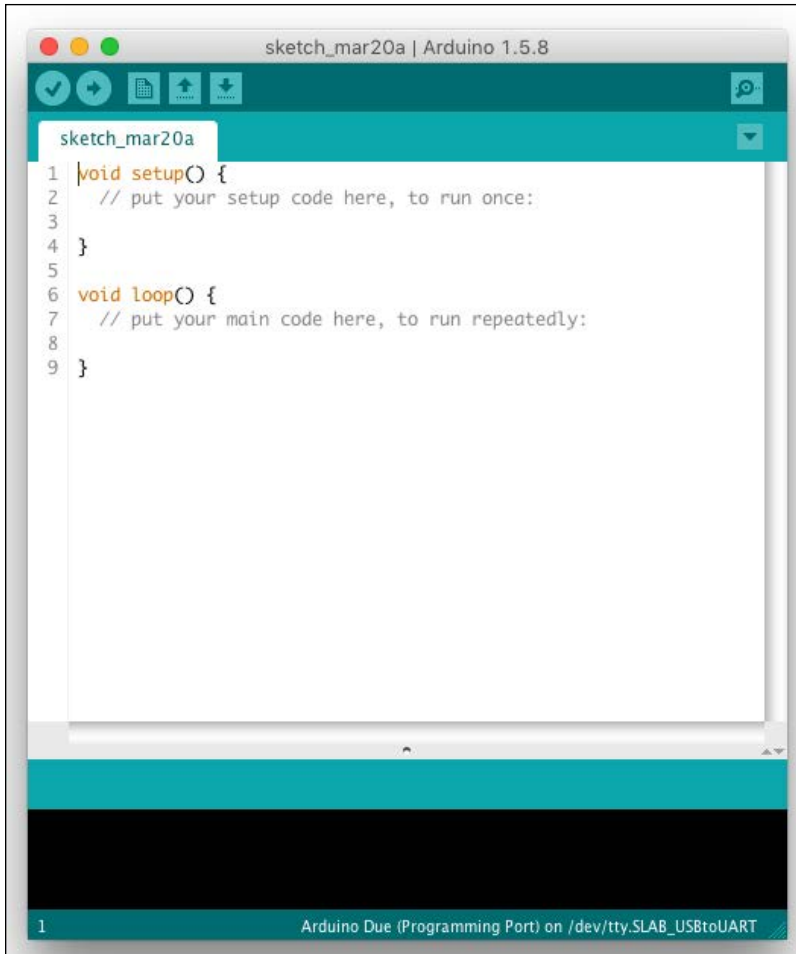 sketch_mar20a | Arduino 1.5.8
sketch_mar20a
1 void setup() {
2   // put your setup code here, to run once:
3
4 }
5
6 void loop() {
7   // put your main code here, to run repeatedly:
8
9 }
1 Arduino Due (Programming Port) on /dev/tty.SLAB_USBtoUART